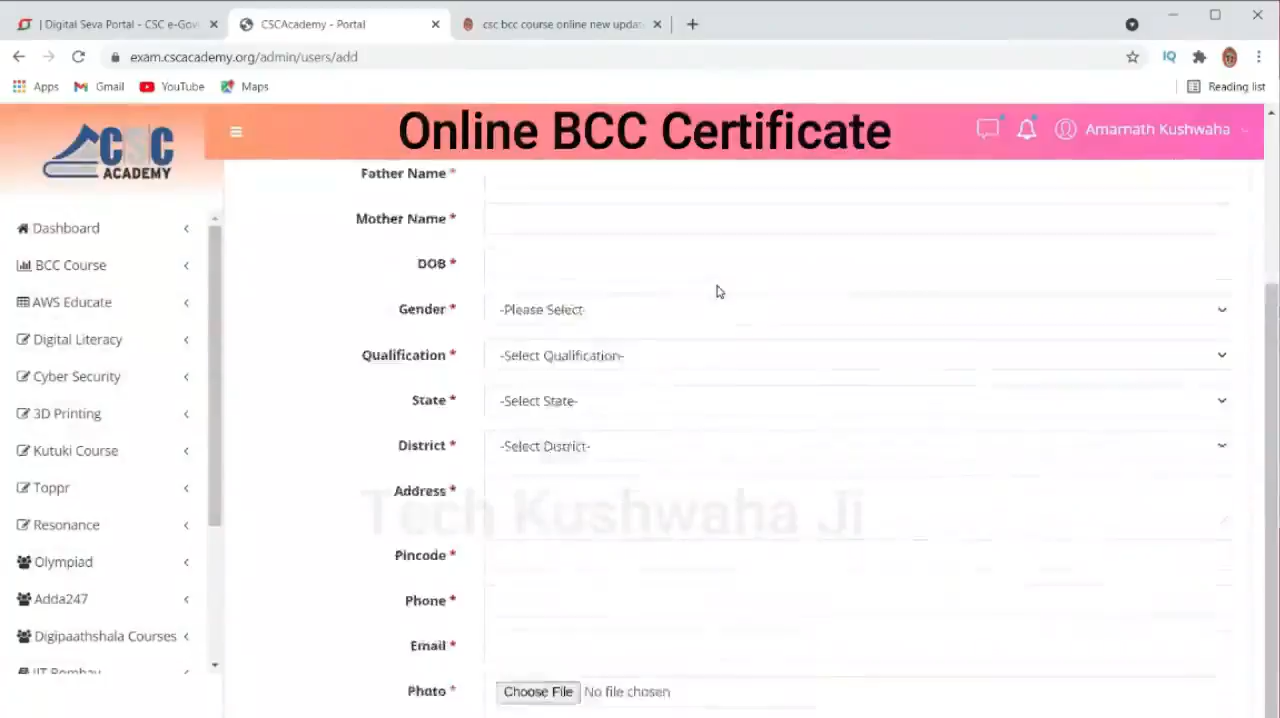 | Digital Seva Portal - CSC e-Gov
CSCAcademy - Portal
csc bcc course online new updat
exam.cscacademy.org/admin/users/add
IQ
Apps
Gmail
YouTube
Maps
Reading list
CSC
ACADEMY
Online BCC Certificate
Amarnath Kushwaha
Dashboard
BCC Course
AWS Educate
Digital Literacy
Cyber Security
3D Printing
Kutuki Course
Toppr
Resonance
Olympiad
Adda247
Digipaathshala Courses
IIT Bombay
Father Name *
Mother Name *
DOB *
Gender * -Please Select-
Qualification * -Select Qualification-
State * -Select State-
District * -Select District-
Address *
Tech Kushwaha Ji
Pincode *
Phone *
Email *
Photo * Choose File No file chosen